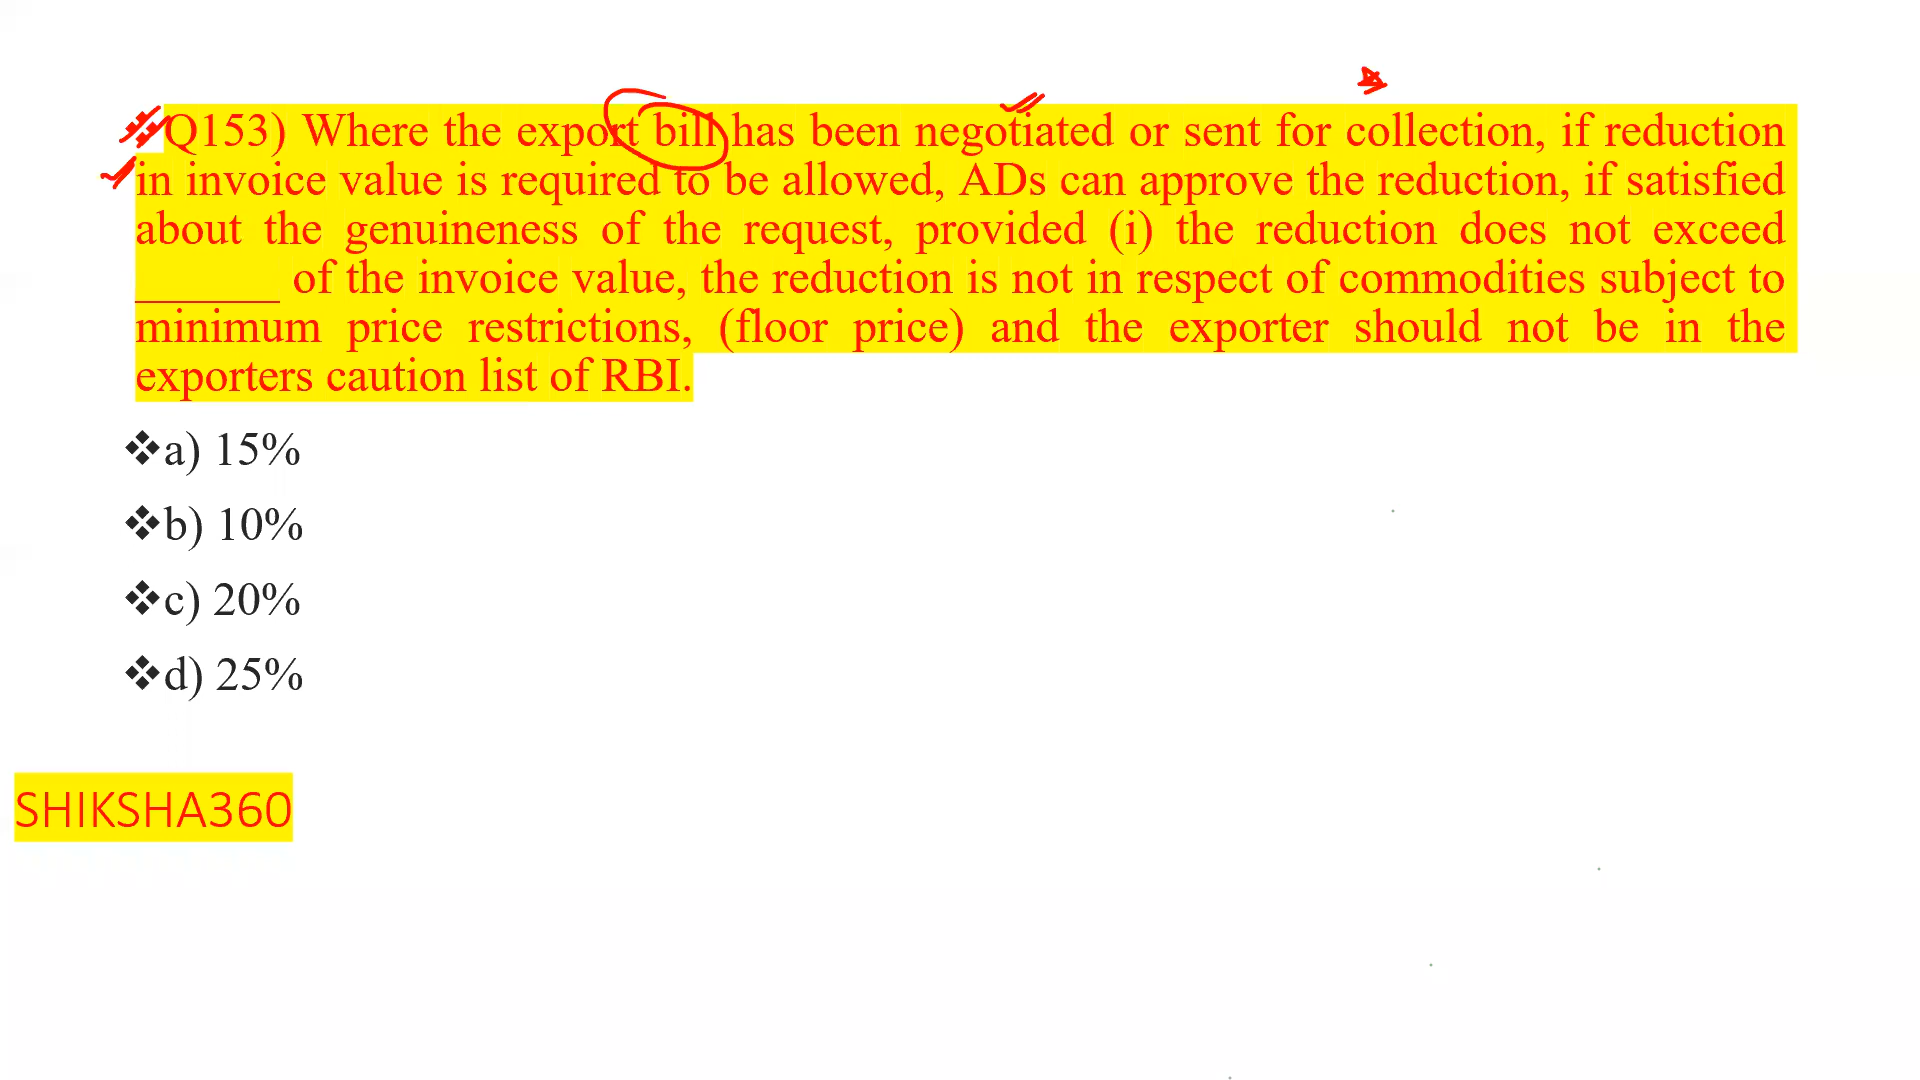 ❖Q153) Where the export bill has been negotiated or sent for collection, if reduction
in invoice value is required to be allowed, ADs can approve the reduction, if satisfied
about the genuineness of the request, provided (i) the reduction does not exceed
______ of the invoice value, the reduction is not in respect of commodities subject to
minimum price restrictions, (floor price) and the exporter should not be in the
exporters caution list of RBI.
❖a) 15%
❖b) 10%
❖c) 20%
❖d) 25%
SHIKSHA360